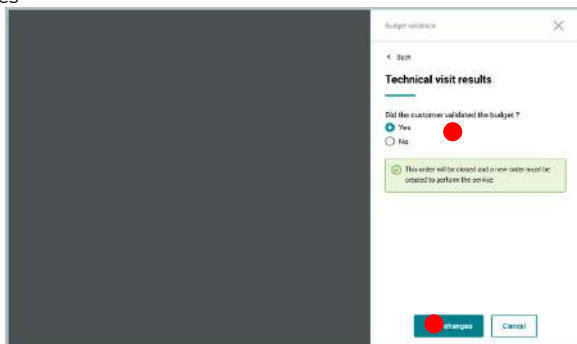 Budget validation
Back
Technical visit results
Did the customer validated the budget ?
Yes
No
This order will be closed and a new order must be
created to perform the service
changes
Cancel